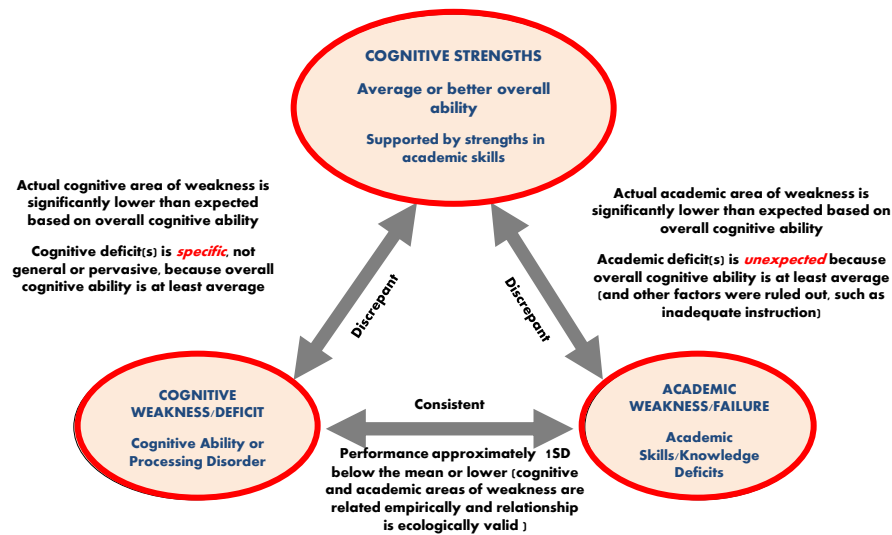 COGNITIVE STRENGTHS
Average or better overall
ability
Supported by strengths in
academic skills
Actual cognitive area of weakness is
significantly lower than expected
based on overall cognitive ability
Cognitive deficit(s) is specific, not
general or pervasive, because overall
cognitive ability is at least average
Actual academic area of weakness is
significantly lower than expected based on
overall cognitive ability
Academic deficit(s) is unexpected because
overall cognitive ability is at least average
(and other factors were ruled out, such as
inadequate instruction)
Discrepant
Discrepant
COGNITIVE
WEAKNESS/DEFICIT
Cognitive Ability or
Processing Disorder
Consistent
Performance approximately 1SD
below the mean or lower (cognitive
and academic areas of weakness are
related empirically and relationship
is ecologically valid )
ACADEMIC
WEAKNESS/FAILURE
Academic
Skills/Knowledge
Deficits